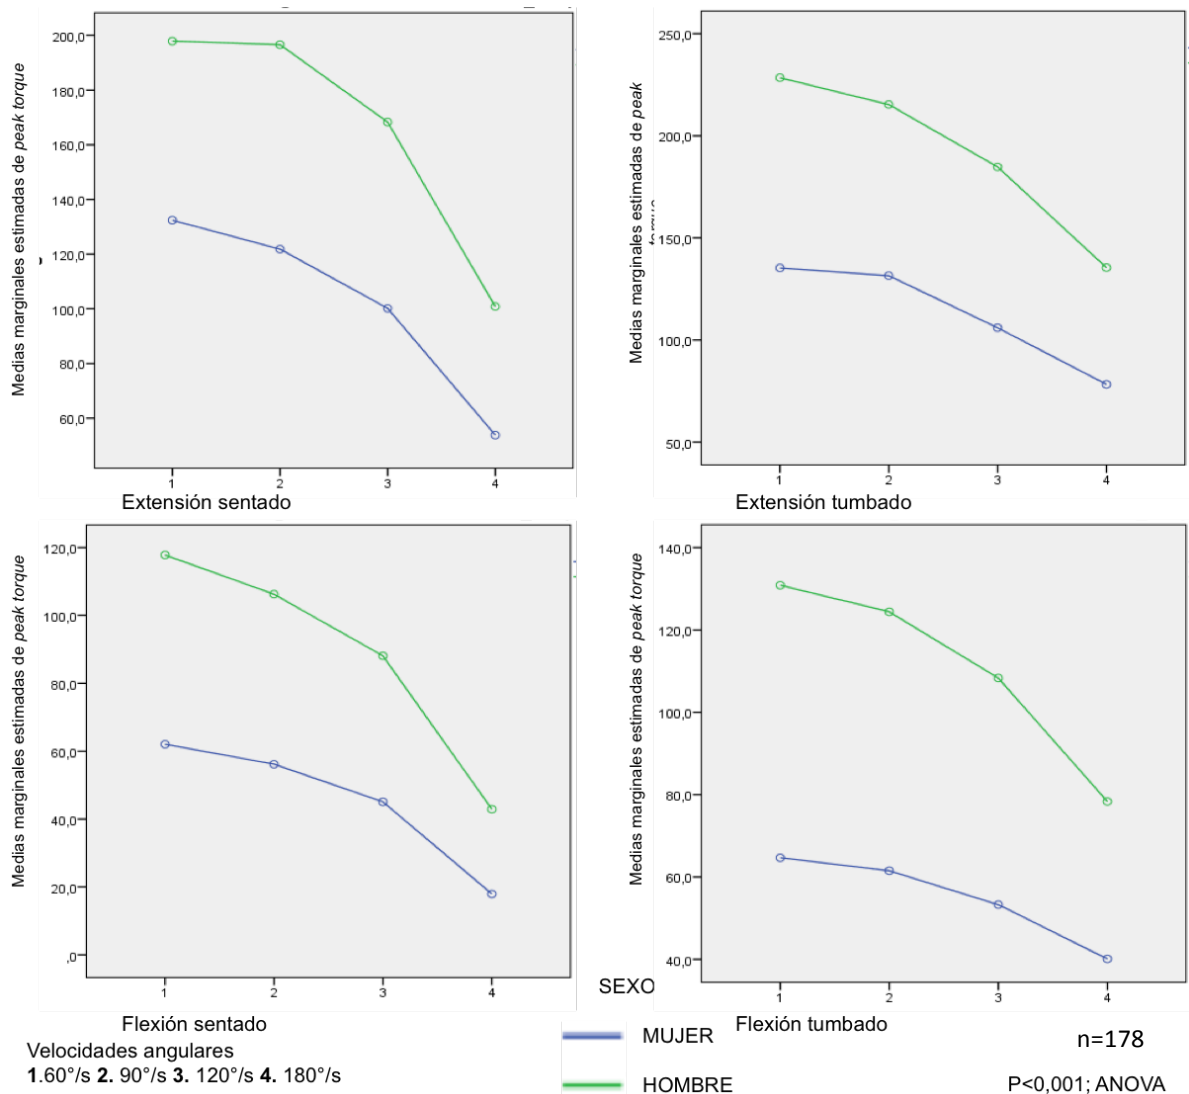 Medias marginales estimadas de peak torque
200,0
180,0
160,0
140,0
120,0
100,0
80,0
60,0
1
2
3
4
Extensión sentado
Medias marginales estimadas de peak
torque
250,0
200,0
150,0
100,0
50,0
1
2
3
4
Extensión tumbado
Medias marginales estimadas de peak torque
120,0
100,0
80,0
60,0
40,0
20,0
,0
1
2
3
4
Flexión sentado
Medias marginales estimadas de peak torque
140,0
120,0
100,0
80,0
60,0
40,0
1
2
3
4
Flexión tumbado
SEXO
MUJER
HOMBRE
Velocidades angulares
1.60°/s 2. 90°/s 3. 120°/s 4. 180°/s
n=178
P<0,001; ANOVA